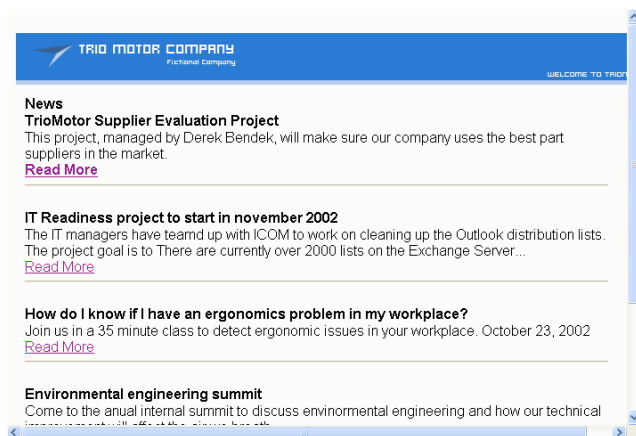 TRIO MOTOR COMPANY
Fictional Company
WELCOME TO TRIOM
News
TrioMotor Supplier Evaluation Project
This project, managed by Derek Bendek, will make sure our company uses the best part
suppliers in the market.
Read More
IT Readiness project to start in november 2002
The IT managers have teamd up with ICOM to work on cleaning up the Outlook distribution lists.
The project goal is to There are currently over 2000 lists on the Exchange Server...
Read More
How do I know if I have an ergonomics problem in my workplace?
Join us in a 35 minute class to detect ergonomic issues in your workplace. October 23, 2002
Read More
Environmental engineering summit
Come to the anual internal summit to discuss envinormental engineering and how our technical
improvement will affect the